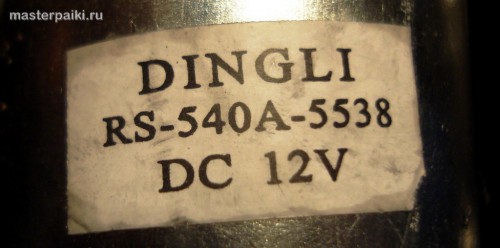 masterpaiki.ru
DINGLI
RS-540A-5538
DC 12V